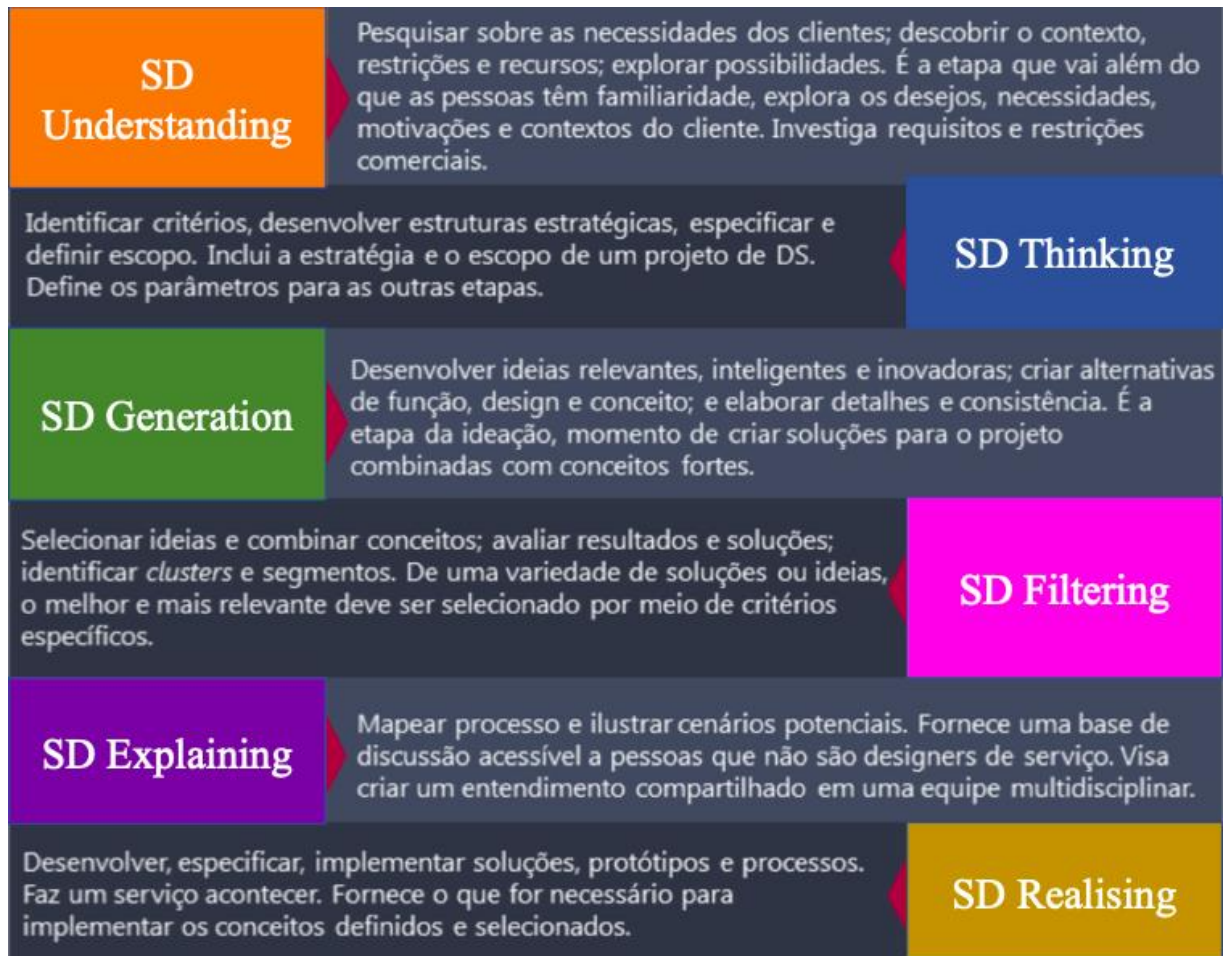 SD
Understanding
Pesquisar sobre as necessidades dos clientes; descobrir o contexto,
restrições e recursos; explorar possibilidades. É a etapa que vai além do
que as pessoas têm familiaridade, explora os desejos, necessidades,
motivações e contextos do cliente. Investiga requisitos e restrições
comerciais.
Identificar critérios, desenvolver estruturas estratégicas, especificar e
definir escopo. Inclui a estratégia e o escopo de um projeto de DS.
Define os parâmetros para as outras etapas.
SD Thinking
SD Generation
Desenvolver ideias relevantes, inteligentes e inovadoras; criar alternativas
de função, design e conceito; e elaborar detalhes e consistência. É a
etapa da ideação, momento de criar soluções para o projeto
combinadas com conceitos fortes.
Selecionar ideias e combinar conceitos; avaliar resultados e soluções;
identificar clusters e segmentos. De uma variedade de soluções ou ideias,
o melhor e mais relevante deve ser selecionado por meio de critérios
específicos.
SD Filtering
SD Explaining
Mapear processo e ilustrar cenários potenciais. Fornece uma base de
discussão acessível a pessoas que não são designers de serviço. Visa
criar um entendimento compartilhado em uma equipe multidisciplinar.
Desenvolver, especificar, implementar soluções, protótipos e processos.
Faz um serviço acontecer. Fornece o que for necessário para
implementar os conceitos definidos e selecionados.
SD Realising